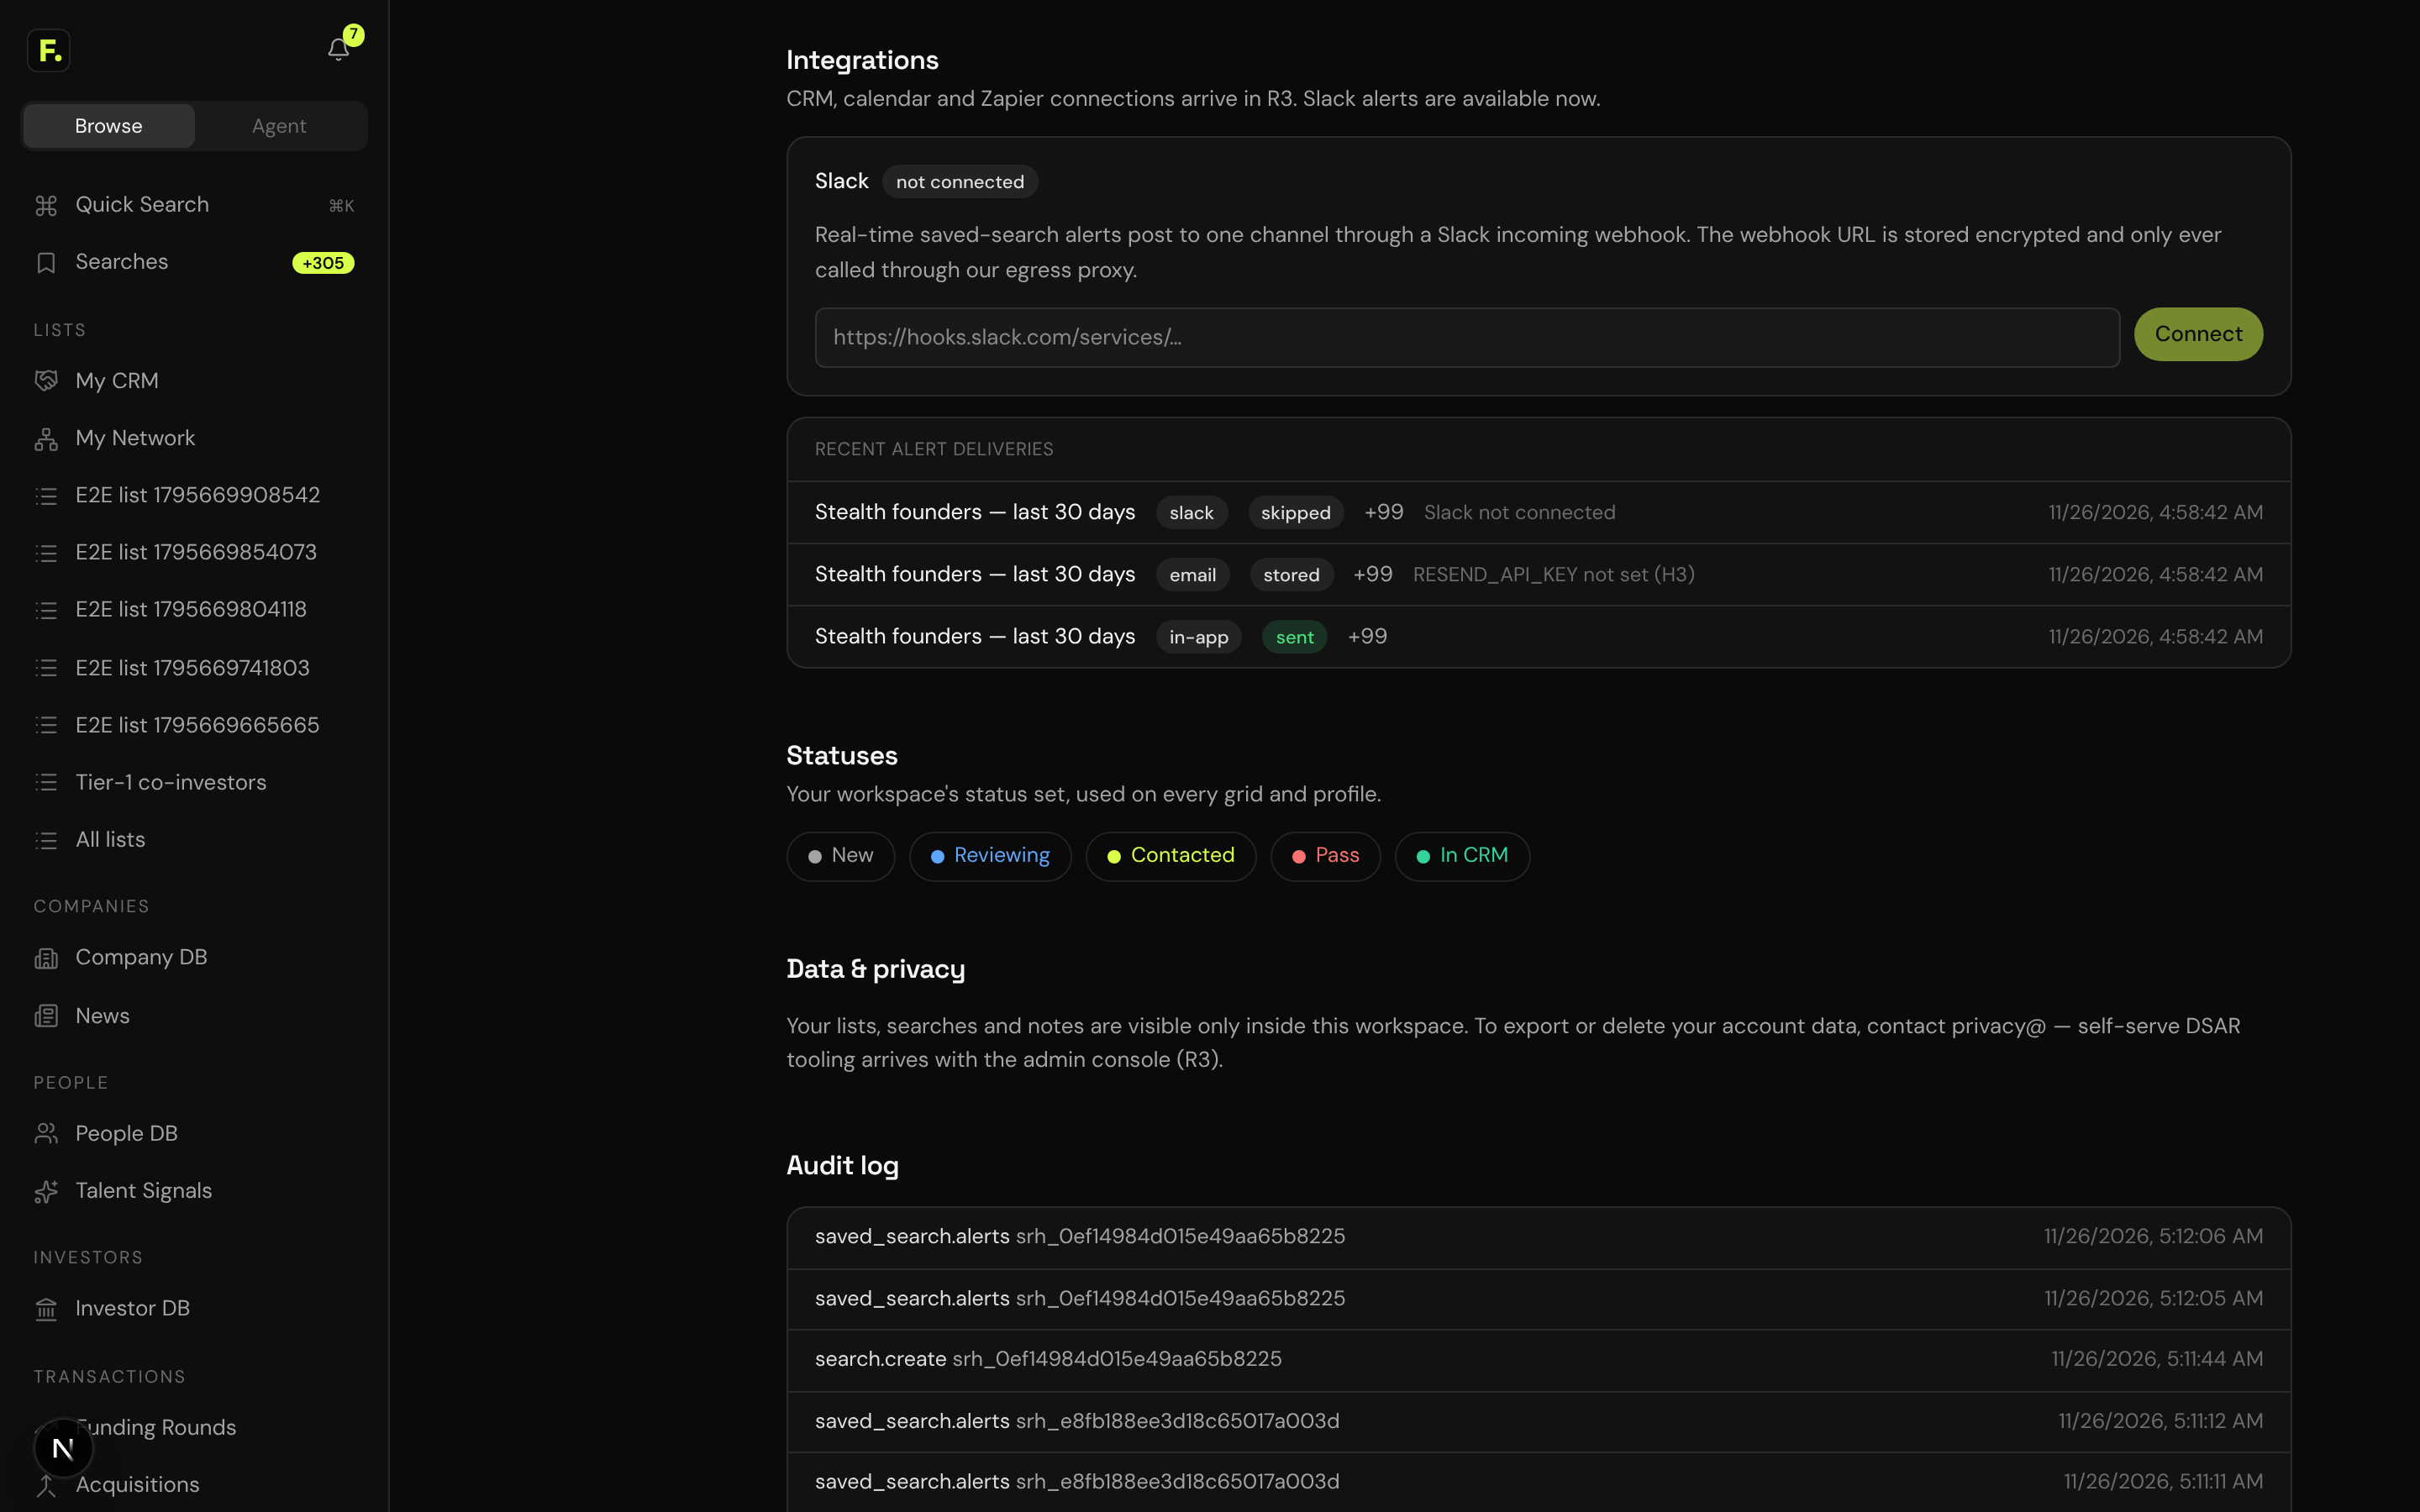 F.
7
Browse
Agent
Quick Search
⌘K
Searches
+305
LISTS
My CRM
My Network
E2E list 1795669908542
E2E list 1795669854073
E2E list 1795669804118
E2E list 1795669741803
E2E list 1795669665665
Tier-1 co-investors
All lists
COMPANIES
Company DB
News
PEOPLE
People DB
Talent Signals
INVESTORS
Investor DB
TRANSACTIONS
Funding Rounds
N
Acquisitions
Integrations
CRM, calendar and Zapier connections arrive in R3. Slack alerts are available now.
Slack not connected
Real-time saved-search alerts post to one channel through a Slack incoming webhook. The webhook URL is stored encrypted and only ever
called through our egress proxy.
https://hooks.slack.com/services/...
Connect
RECENT ALERT DELIVERIES
Stealth founders — last 30 days slack skipped +99 Slack not connected 11/26/2026, 4:58:42 AM
Stealth founders — last 30 days email stored +99 RESEND_API_KEY not set (H3) 11/26/2026, 4:58:42 AM
Stealth founders — last 30 days in-app sent +99 11/26/2026, 4:58:42 AM
Statuses
Your workspace's status set, used on every grid and profile.
New Reviewing Contacted Pass In CRM
Data & privacy
Your lists, searches and notes are visible only inside this workspace. To export or delete your account data, contact privacy@ — self-serve DSAR
tooling arrives with the admin console (R3).
Audit log
saved_search.alerts srh_0ef14984d015e49aa65b8225 11/26/2026, 5:12:06 AM
saved_search.alerts srh_0ef14984d015e49aa65b8225 11/26/2026, 5:12:05 AM
search.create srh_0ef14984d015e49aa65b8225 11/26/2026, 5:11:44 AM
saved_search.alerts srh_e8fb188ee3d18c65017a003d 11/26/2026, 5:11:12 AM
saved_search.alerts srh_e8fb188ee3d18c65017a003d 11/26/2026, 5:11:11 AM